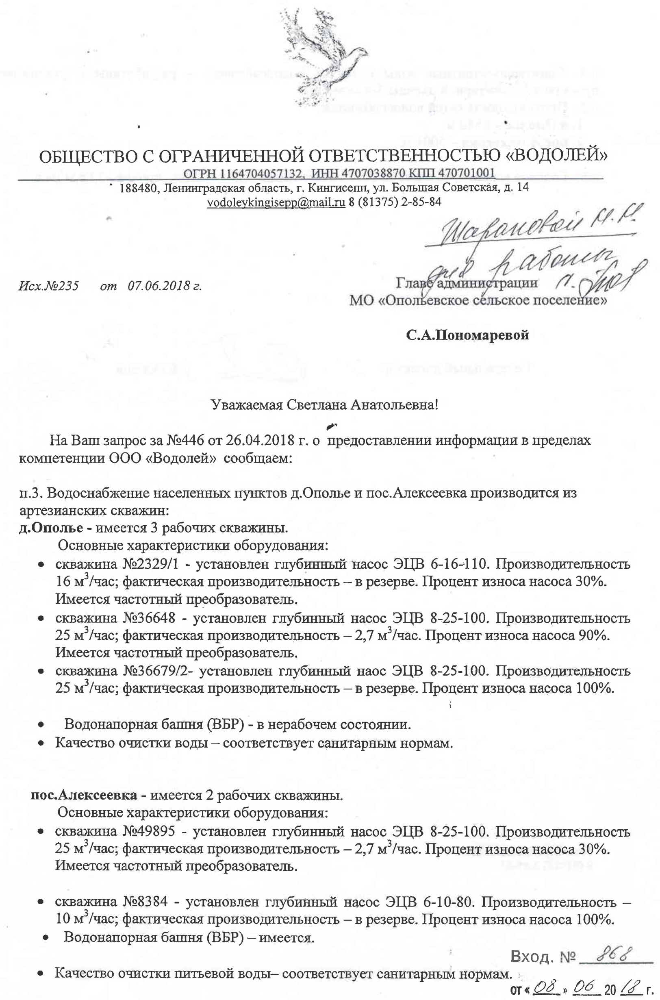 ОБЩЕСТВО С ОГРАНИЧЕННОЙ ОТВЕТСТВЕННОСТЬЮ «ВОДОЛЕЙ»
ОГРН 1164704057132, ИНН 4707038870 КПП 470701001
188480, Ленинградская область, г. Кингисепп, ул. Большая Советская, д. 14
vodoleykingisepp@mail.ru 8 (81375) 2-85-84
Шарановой М.И.
для работы
Исх.№235 от 07.06.2018 г.
Главе администрации
МО «Опольевское сельское поселение»
С.А.Пономаревой
Уважаемая Светлана Анатольевна!
На Ваш запрос за №446 от 26.04.2018 г. о предоставлении информации в пределах
компетенции ООО «Водолей» сообщаем:
п.3. Водоснабжение населенных пунктов д.Ополье и пос.Алексеевка производится из
артезианских скважин:
д.Ополье - имеется 3 рабочих скважины.
Основные характеристики оборудования:
• скважина №2329/1 - установлен глубинный насос ЭЦВ 6-16-110. Производительность
16 м³/час; фактическая производительность – в резерве. Процент износа насоса 30%.
Имеется частотный преобразователь.
• скважина №36648 - установлен глубинный насос ЭЦВ 8-25-100. Производительность
25 м³/час; фактическая производительность – 2,7 м³/час. Процент износа насоса 90%.
Имеется частотный преобразователь.
• скважина №36679/2- установлен глубинный наос ЭЦВ 8-25-100. Производительность
25 м³/час; фактическая производительность – в резерве. Процент износа насоса 100%.
• Водонапорная башня (ВБР) - в нерабочем состоянии.
• Качество очистки воды – соответствует санитарным нормам.
пос.Алексеевка - имеется 2 рабочих скважины.
Основные характеристики оборудования:
• скважина №49895 - установлен глубинный насос ЭЦВ 8-25-100. Производительность
25 м³/час; фактическая производительность – 2,7 м³/час. Процент износа насоса 30%.
Имеется частотный преобразователь.
• скважина №8384 - установлен глубинный насос ЭЦВ 6-10-80. Производительность –
10 м³/час; фактическая производительность – в резерве. Процент износа насоса 100%.
• Водонапорная башня (ВБР) – имеется.
Вход. № 868
• Качество очистки питьевой воды– соответствует санитарным нормам.
от « 08 » 06 20 18 г.